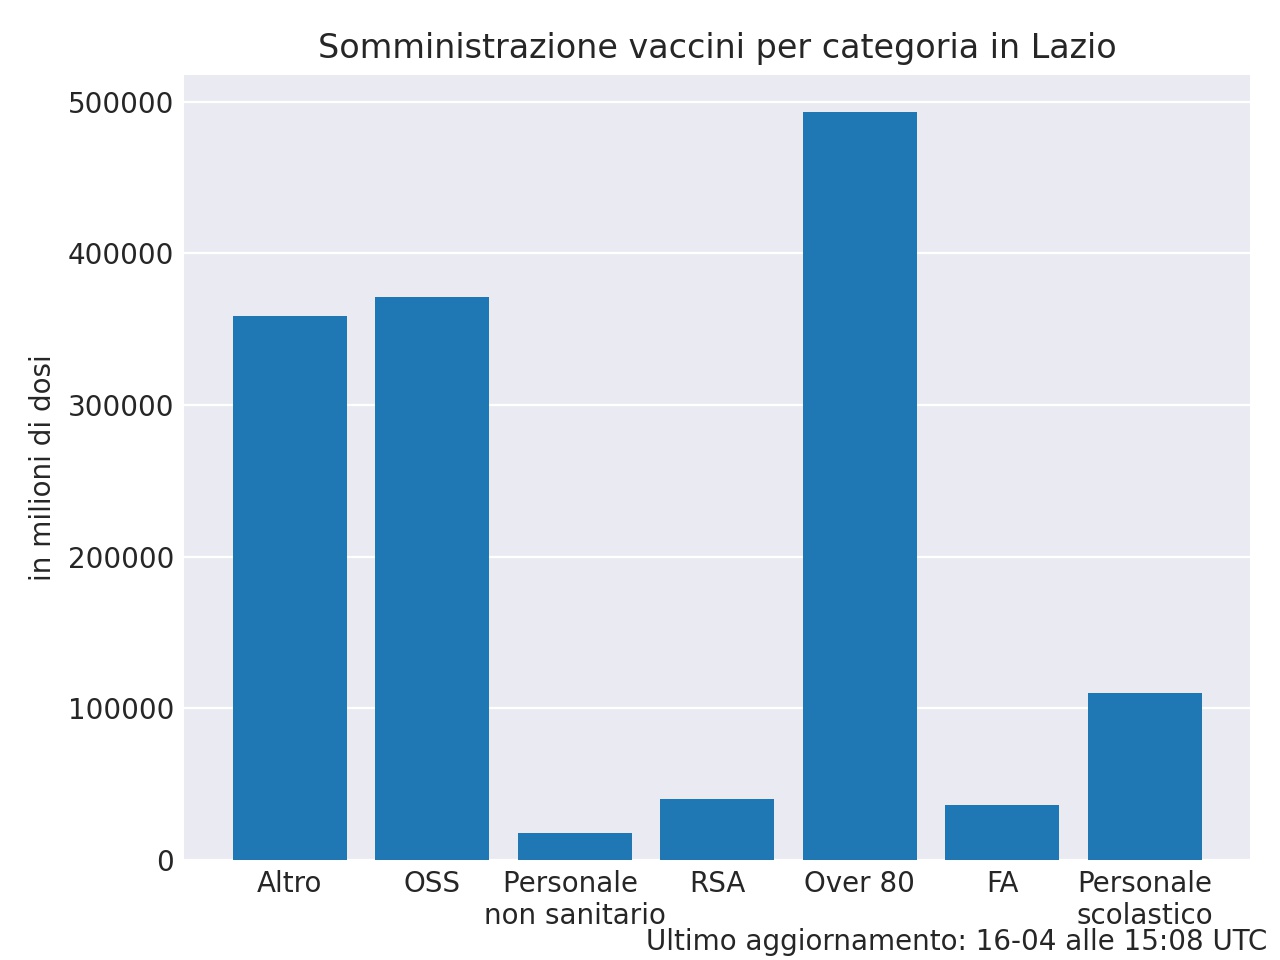 Somministrazione vaccini per categoria in Lazio
in milioni di dosi
500000
400000
300000
200000
100000
0
Altro
OSS
Personale
non sanitario
RSA
Over 80
FA
Personale
scolastico
Ultimo aggiornamento: 16-04 alle 15:08 UTC